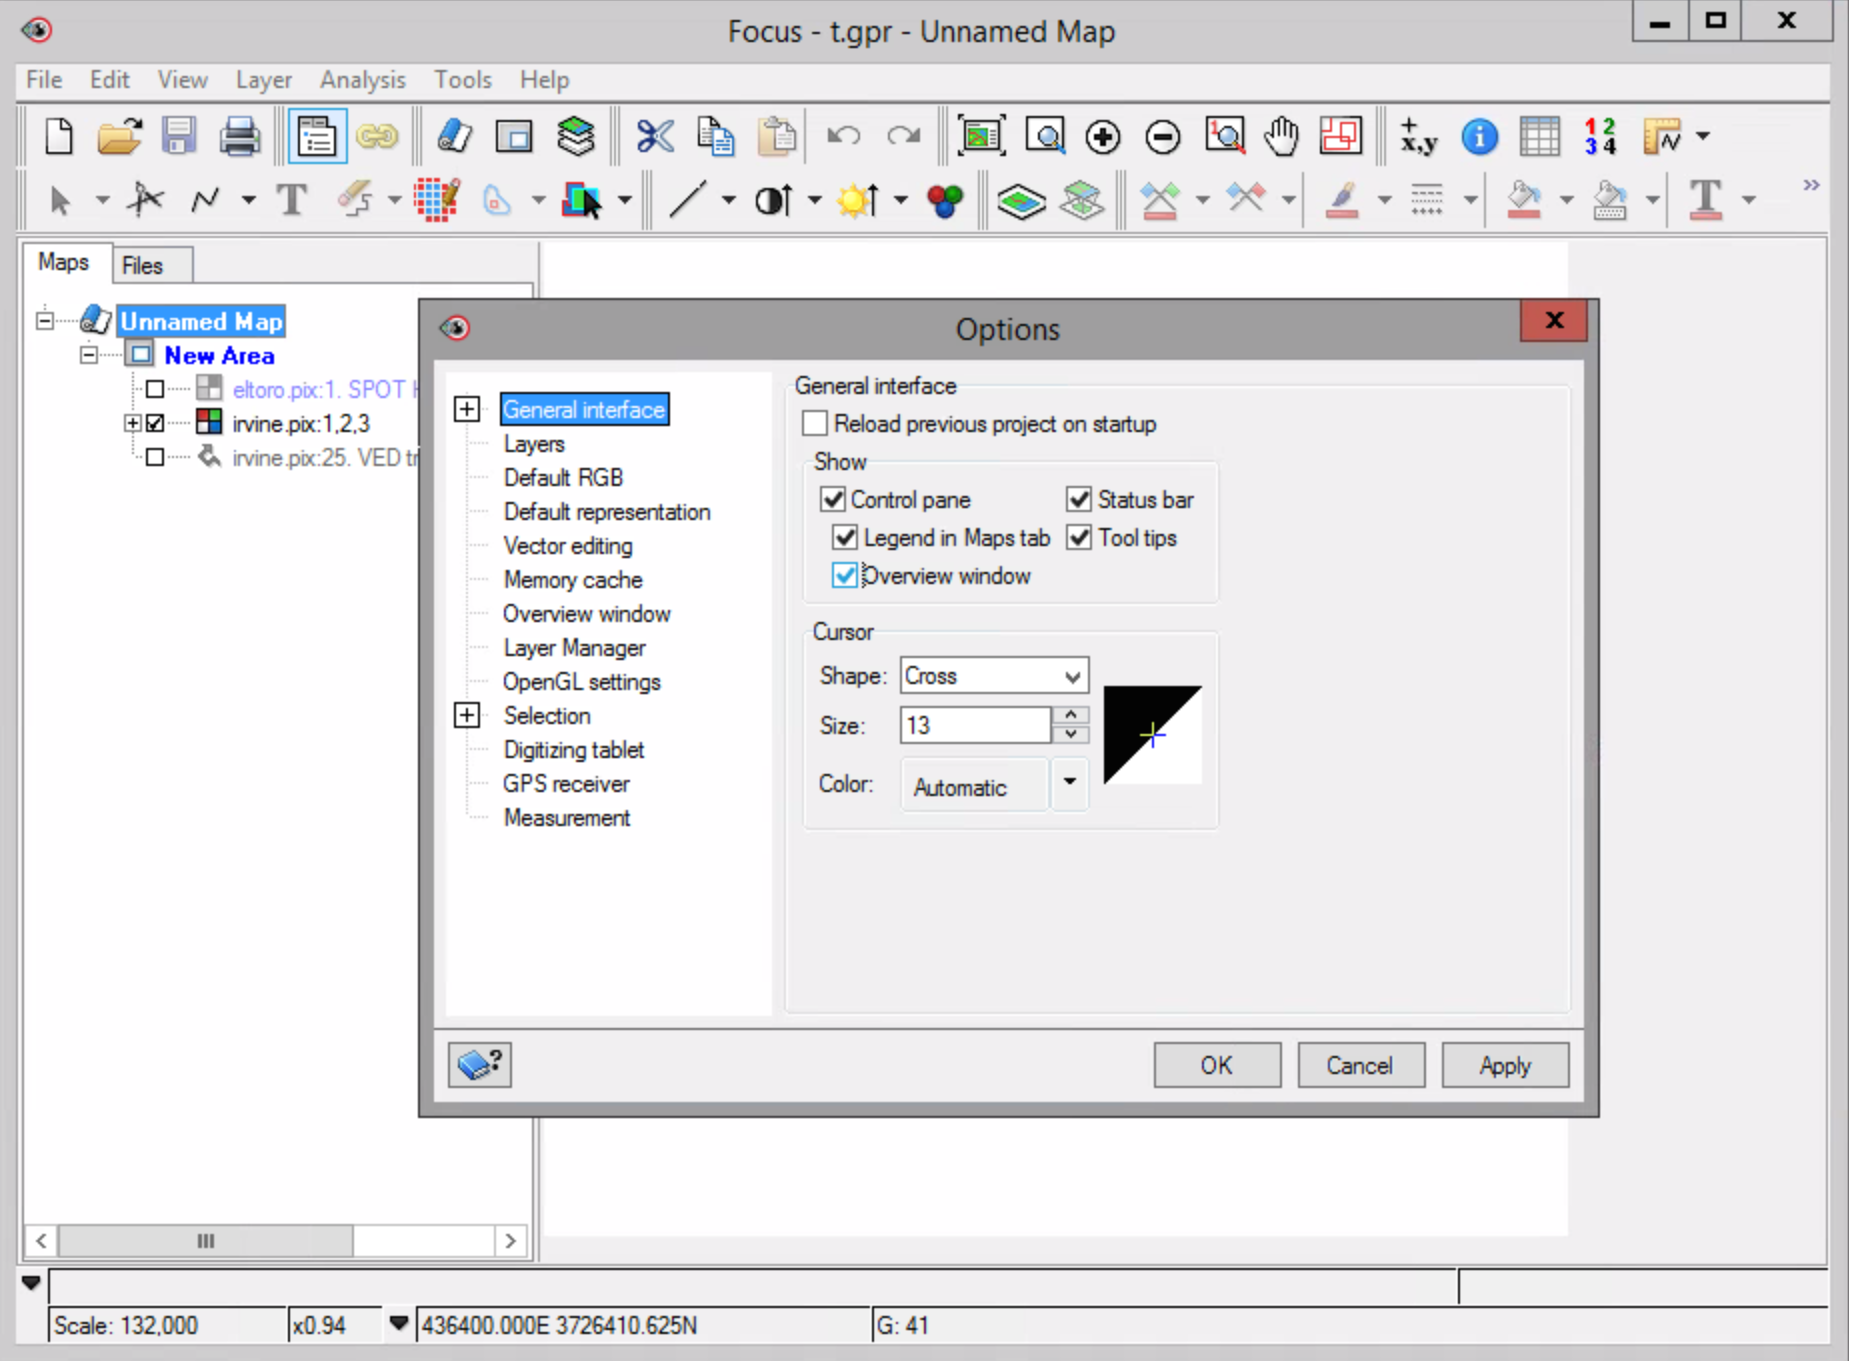 Focus - t.gpr - Unnamed Map
File Edit View Layer Analysis Tools Help
+
x,y
1 2
3 4
Maps Files
Unnamed Map
New Area
eltoro.pix:1. SPOT
irvine.pix:1,2,3
irvine.pix:25. VED tr
Options
General interface
Layers
Default RGB
Default representation
Vector editing
Memory cache
Overview window
Layer Manager
OpenGL settings
Selection
Digitizing tablet
GPS receiver
Measurement
General interface
Reload previous project on startup
Show
Control pane Status bar
Legend in Maps tab Tool tips
Overview window
Cursor
Shape: Cross
Size: 13
Color: Automatic
OK Cancel Apply
Scale: 132,000 x0.94 436400.000E 3726410.625N G: 41